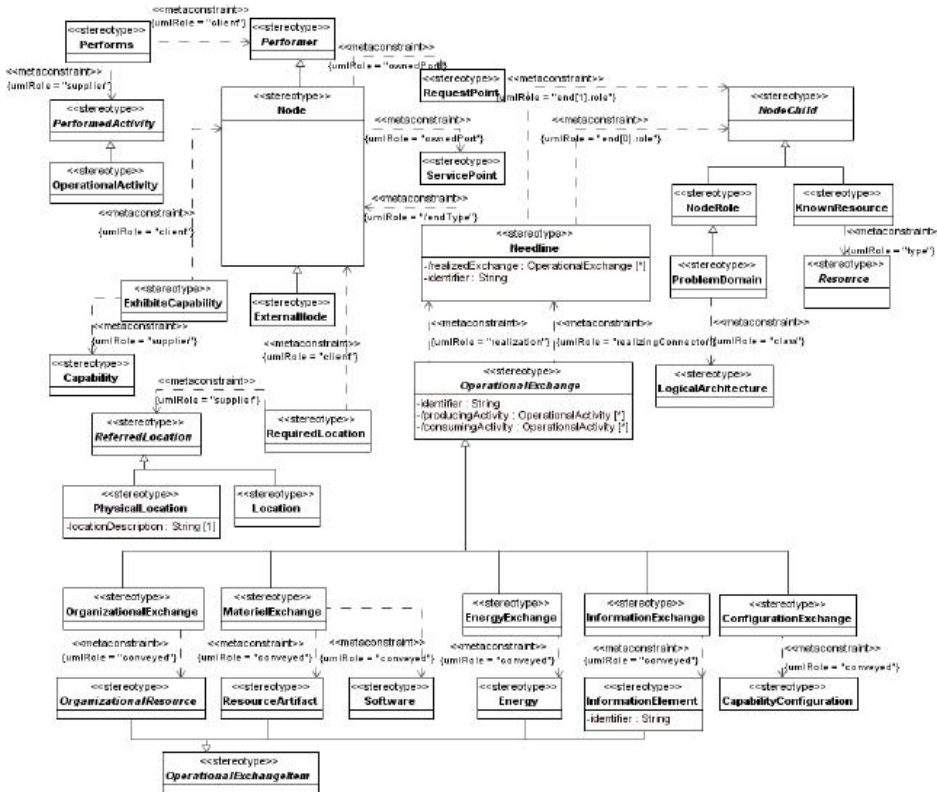 <<metaconstraint>>
{umlRole = "client"}
<<stereotype>>
Performs
<<stereotype>>
Performer
<<metaconstraint>>
{umlRole = "ownedPort"}
<<metaconstraint>>
{umlRole = "supplier"}
<<stereotype>>
Node
<<stereotype>>
RequestPoint
<<metaconstraint>>
{umlRole = "end[1].role"
<<stereotype>>
NodeChild
<<stereotype>>
PerformedActivity
<<metaconstraint>>
{umlRole = "ownedPort"}
<<metaconstraint>>
{umlRole = "end[0].role"}
<<stereotype>>
OperationalActivity
<<stereotype>>
ServicePoint
<<stereotype>>
NodeRole
<<stereotype>>
KnownResource
<<metaconstraint>>
{umlRole = "client"}
<<metaconstraint>>
{umlRole = "/endType"}
<<stereotype>>
Needline
-/realizedExchange : OperationalExchange [*]
-identifier : String
<<metaconstraint>>
{umlRole = "type"}
<<stereotype>>
ProblemDomain
<<stereotype>>
Resource
<<stereotype>>
ExhibitsCapability
<<stereotype>>
ExternalNode
<<metaconstraint>>
{umlRole = "supplier"}
<<metaconstraint>>
{umlRole = "client"}
<<metaconstraint>>
{umlRole = "realization"}
<<metaconstraint>>
{umlRole = "realizingConnector"}
<<metaconstraint>>
{umlRole = "class"}
<<stereotype>>
Capability
<<stereotype>>
OperationalExchange
-identifier : String
-/producingActivity : OperationalActivity [*]
-/consumingActivity : OperationalActivity [*]
<<stereotype>>
LogicalArchitecture
<<metaconstraint>>
{umlRole = "supplier"}
<<stereotype>>
ReferredLocation
<<stereotype>>
RequiredLocation
<<stereotype>>
PhysicalLocation
-locationDescription : String [1]
<<stereotype>>
Location
<<stereotype>>
OrganizationalExchange
<<stereotype>>
MaterielExchange
<<stereotype>>
EnergyExchange
<<stereotype>>
InformationExchange
<<stereotype>>
ConfigurationExchange
<<metaconstraint>>
{umlRole = "conveyed"}
<<metaconstraint>>
{umlRole = "conveyed"}
<<metaconstraint>>
{umlRole = "conveyed"}
<<metaconstraint>>
{umlRole = "conveyed"}
<<metaconstraint>>
{umlRole = "conveyed"}
<<metaconstraint>>
{umlRole = "conveyed"}
<<stereotype>>
OrganizationalResource
<<stereotype>>
ResourceArtifact
<<stereotype>>
Software
<<stereotype>>
Energy
<<stereotype>>
InformationElement
-identifier : String
<<stereotype>>
CapabilityConfiguration
<<stereotype>>
OperationalExchangeItem